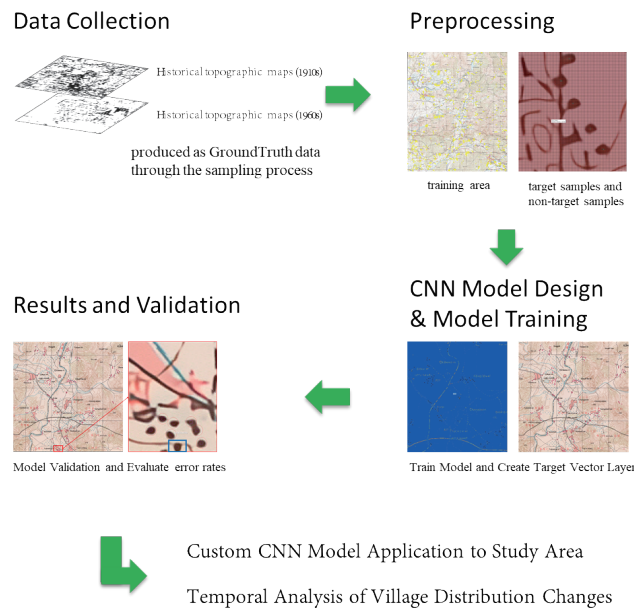 Data Collection
Historical topographic maps (1910s)
Historical topographic maps (1960s)
produced as GroundTruth data
through the sampling process
Preprocessing
training area
target samples and
non-target samples
CNN Model Design
& Model Training
Train Model and Create Target Vector Layer
Results and Validation
Model Validation and Evaluate error rates
Custom CNN Model Application to Study Area
Temporal Analysis of Village Distribution Changes